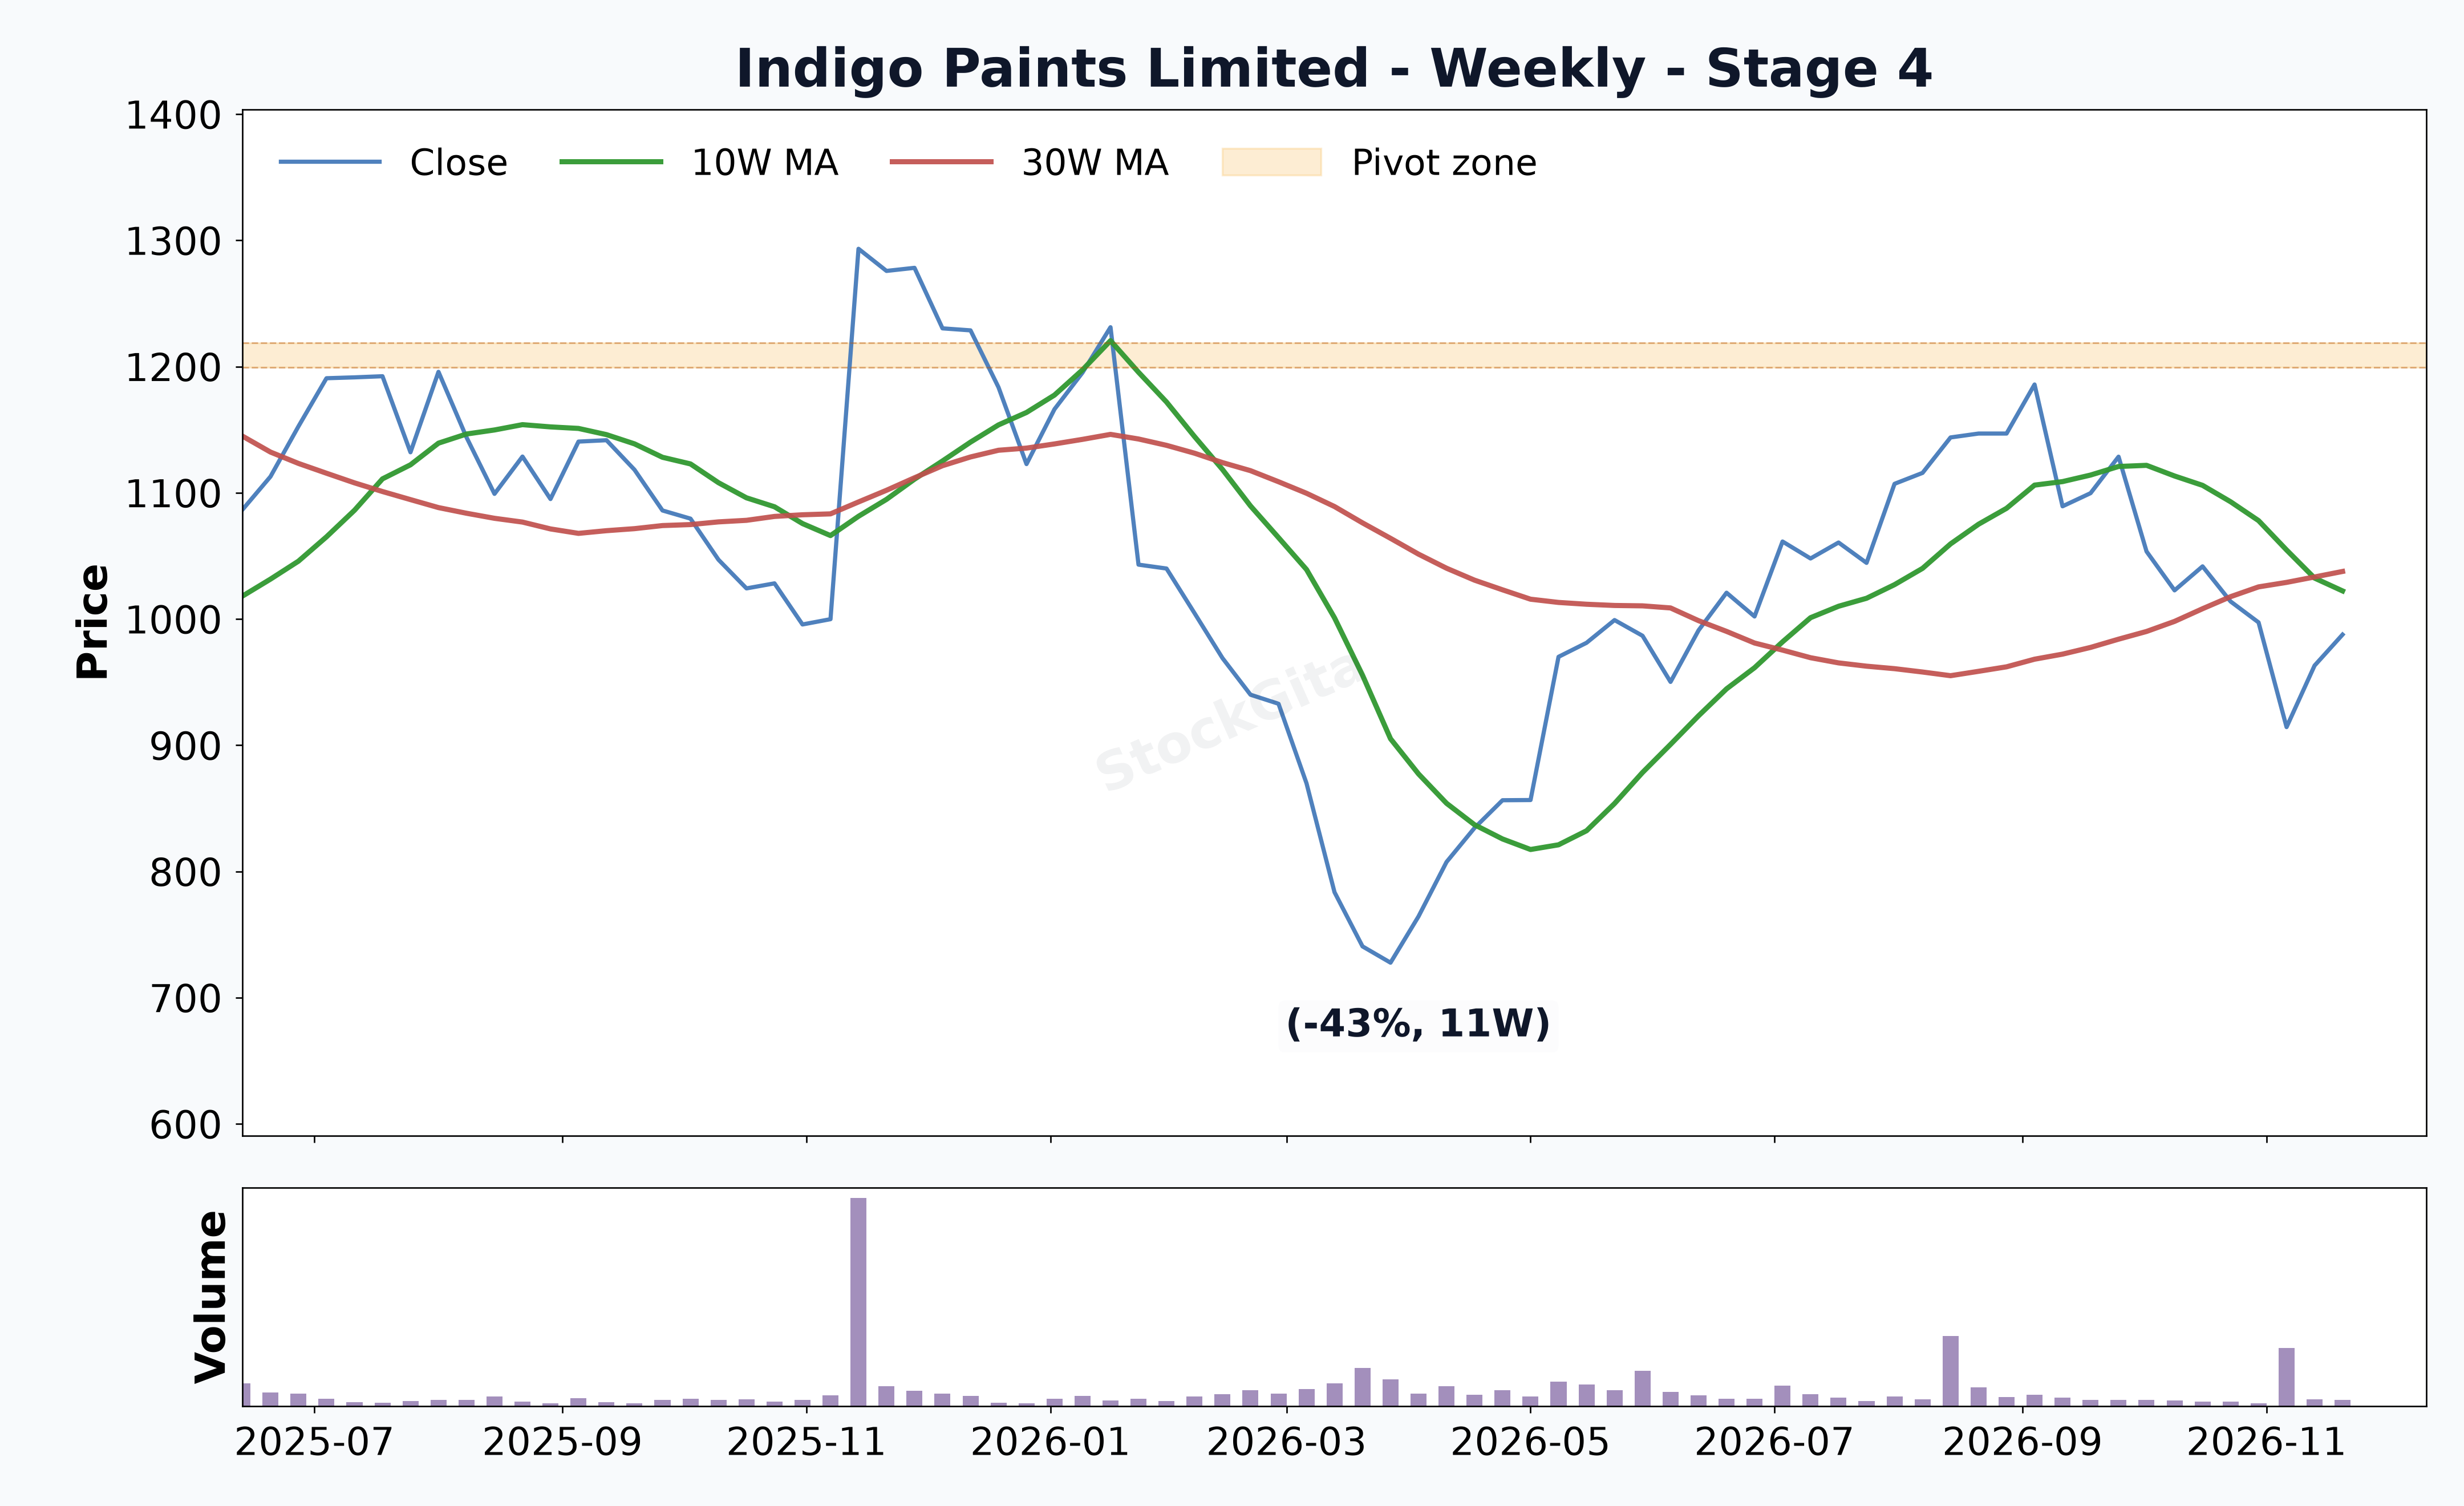 Indigo Paints Limited - Weekly - Stage 4
Close 10W MA 30W MA Pivot zone
1400
1300
1200
1100
1000
900
800
700
600
Price
StockGita
(-43%, 11W)
Volume
2025-07 2025-09 2025-11 2026-01 2026-03 2026-05 2026-07 2026-09 2026-11